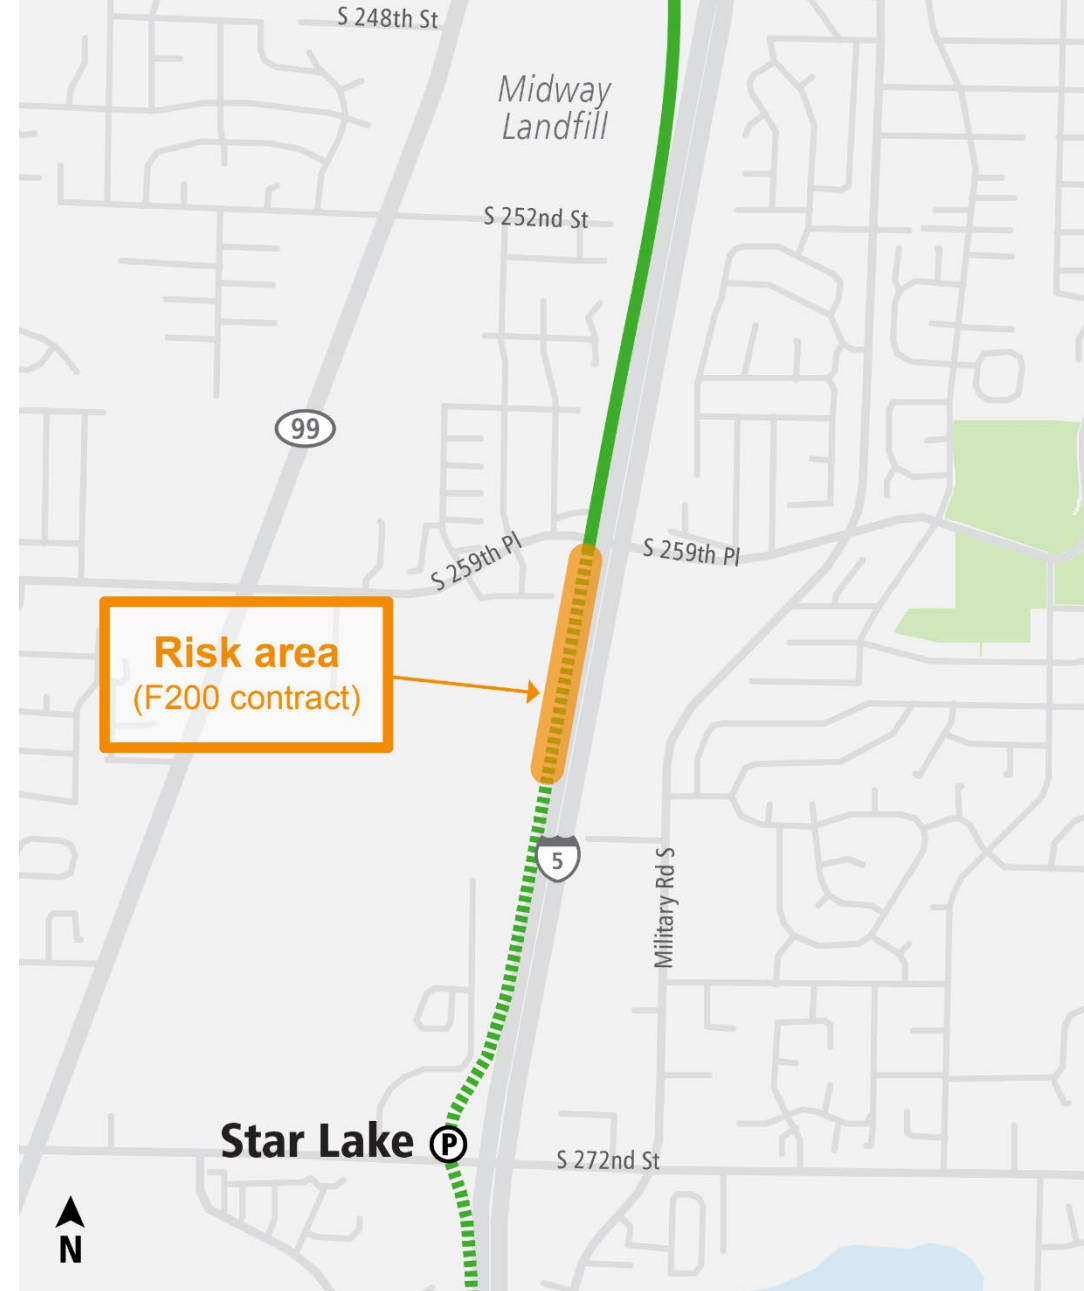 S 248th St
Midway
Landfill
S 252nd St
99
S 259th Pl
S 259th Pl
Risk area
(F200 contract)
5
Military Rd S
Star Lake P
S 272nd St
N